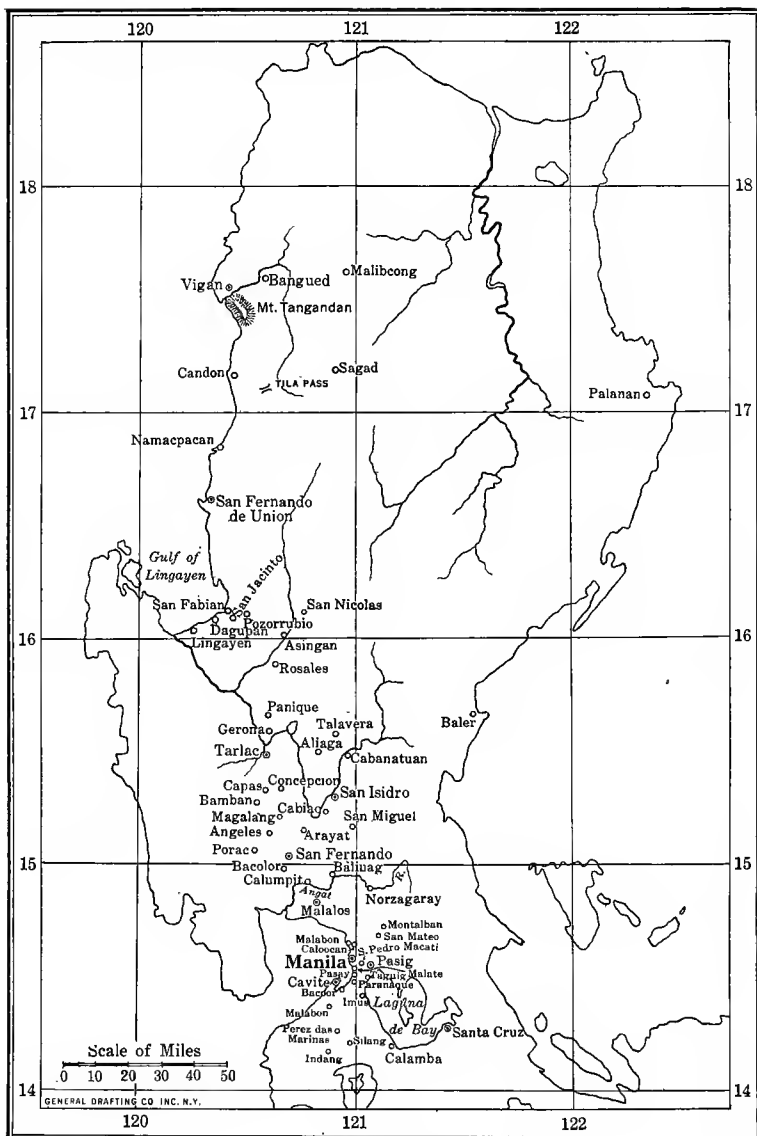 120 121 122
18 18
Vigan
Bangued
Malibcong
Mt. Tangandan
Candon
TILA PASS
Sagad
Palanan
17 17
Namacpacan
San Fernando
de Union
Gulf of
Lingayen
San Jacinto
San Fabian
San Nicolas
Pozorrubio
Dagupan
16 16
Lingayen
Asingan
Rosales
Panique
Gerona
Talavera
Baler
Aliaga
Tarlac
Cabanatuan
Capas
Concepcion
Bamban
San Isidro
Cabiao
Magalang
San Miguel
Angeles
Arayat
Porac
San Fernando
15 15
Bacolor
Baliuag
Calumpit
Angat
R.
Norzagaray
Malalos
Montalban
Malabon
San Mateo
Caloocan
S. Pedro Macati
Manila
Pasig
Pasay
Taguig
Malate
Cavite
Paranaque
Bacoor
Imus
Laguna
Malabon
de Bay
Santa Cruz
Perez das
Marinas
Silang
Indang
Calamba
Scale of Miles
0 10 20 30 40 50
14 14
GENERAL DRAFTING CO INC. N.Y.
120 121 122